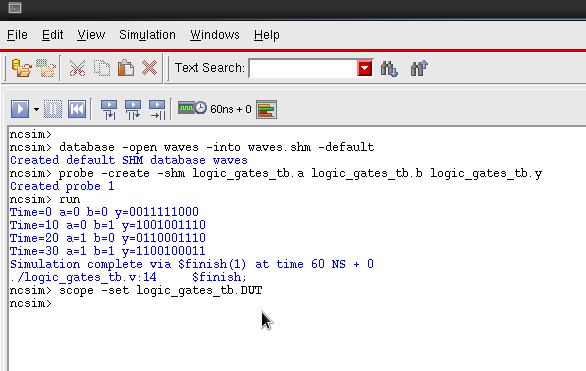 File Edit View Simulation Windows Help
Text Search:
60ns + 0
ncsim>
ncsim> database -open waves -into waves.shm -default
Created default SHM database waves
ncsim> probe -create -shm logic_gates_tb.a logic_gates_tb.b logic_gates_tb.y
Created probe 1
ncsim> run
Time=0 a=0 b=0 y=0011111000
Time=10 a=0 b=1 y=1001001110
Time=20 a=1 b=0 y=0110001110
Time=30 a=1 b=1 y=1100100011
Simulation complete via $finish(1) at time 60 NS + 0
./logic_gates_tb.v:14     $finish;
ncsim> scope -set logic_gates_tb.DUT
ncsim>